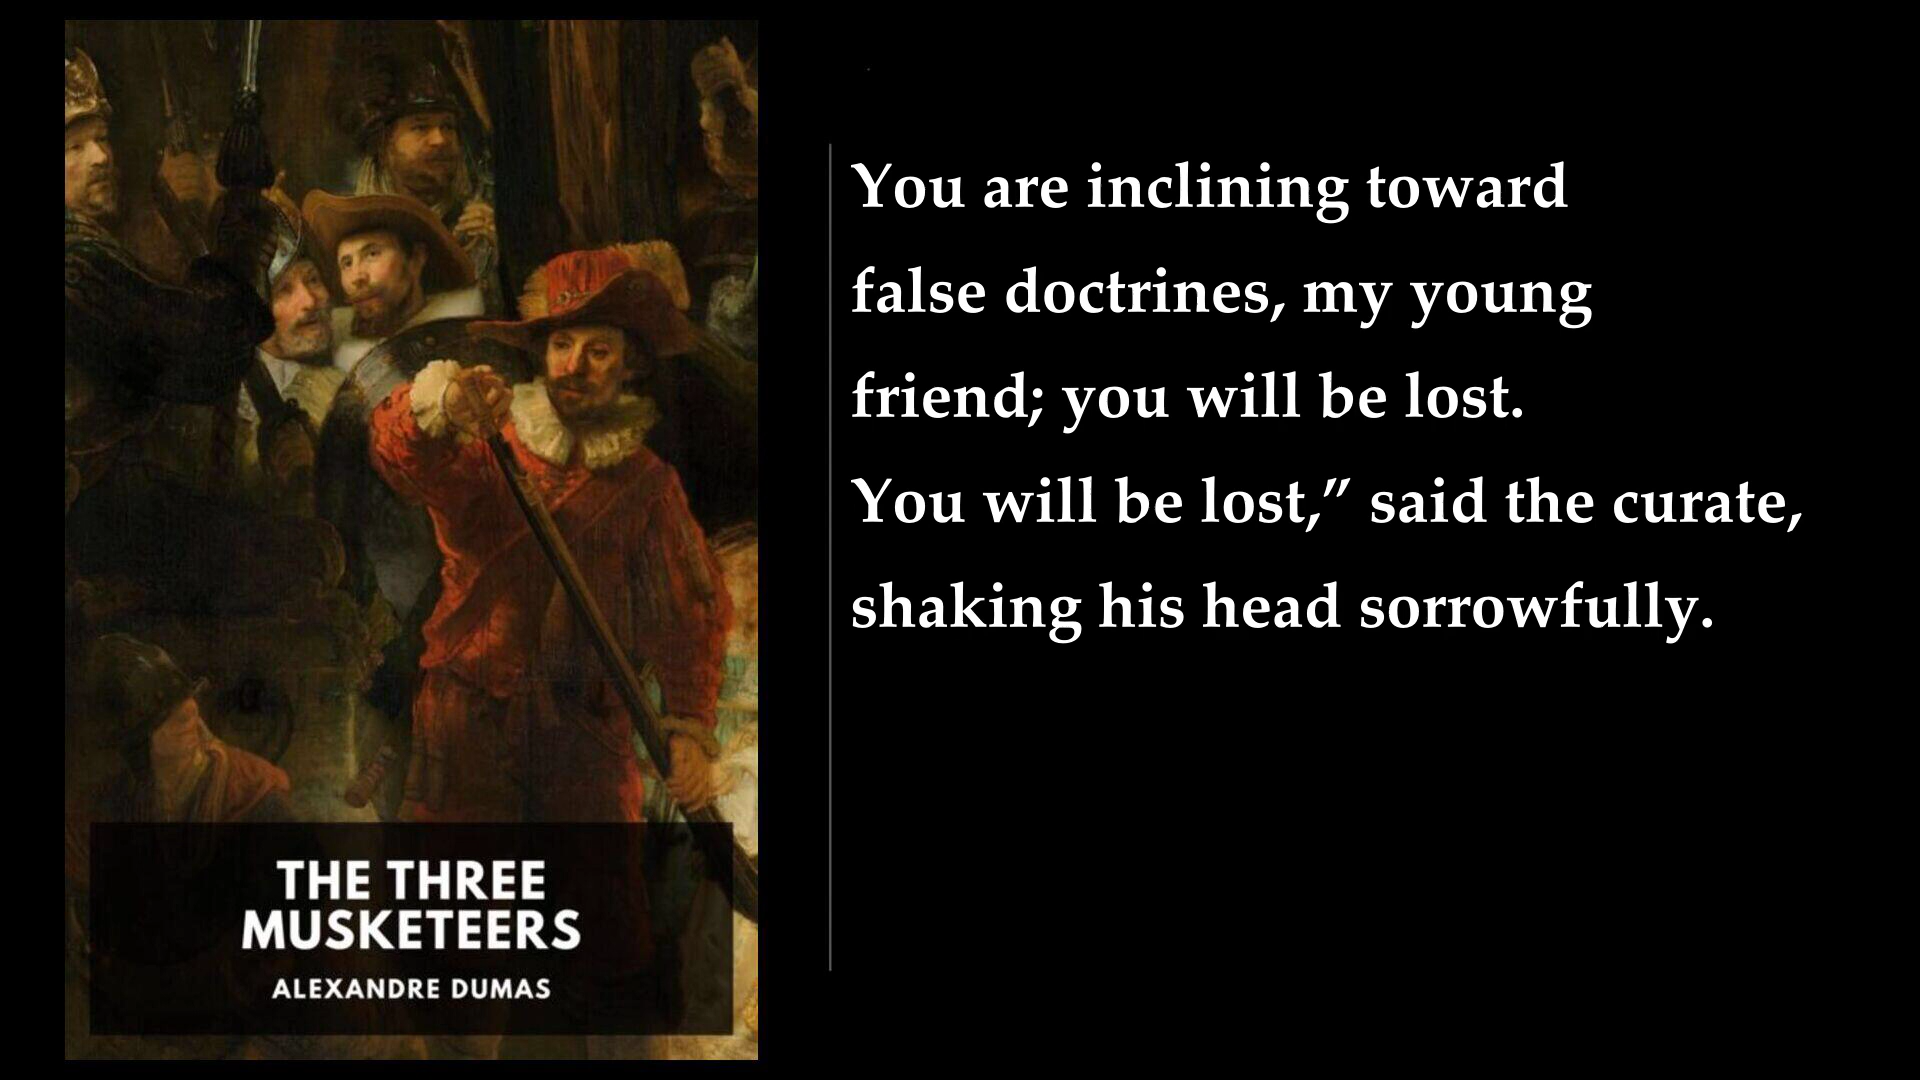 THE THREE
MUSKETEERS
ALEXANDRE DUMAS
You are inclining toward
false doctrines, my young
friend; you will be lost.
You will be lost,” said the curate,
shaking his head sorrowfully.